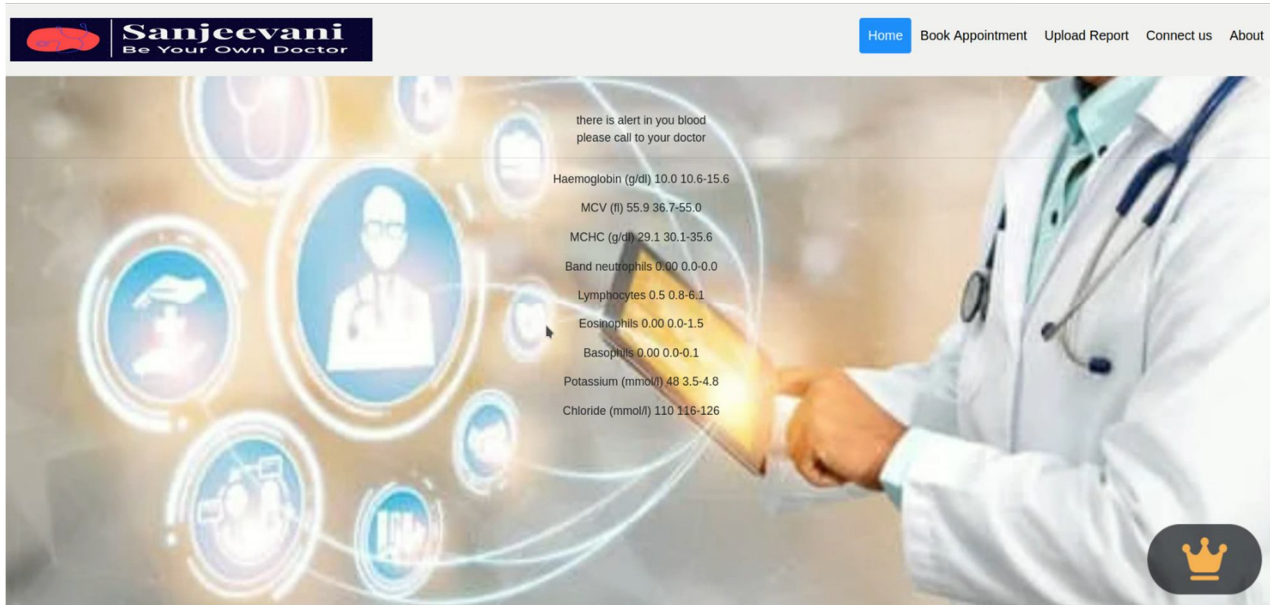 Sanjeevani
Be Your Own Doctor
Home Book Appointment Upload Report Connect us About
there is alert in you blood
please call to your doctor
Haemoglobin (g/dl) 10.0 10.6-15.6
MCV (fl) 55.9 36.7-55.0
MCHC (g/dl) 29.1 30.1-35.6
Band neutrophils 0.00 0.0-0.0
Lymphocytes 0.5 0.8-6.1
Eosinophils 0.00 0.0-1.5
Basophils 0.00 0.0-0.1
Potassium (mmol/l) 48 3.5-4.8
Chloride (mmol/l) 110 116-126